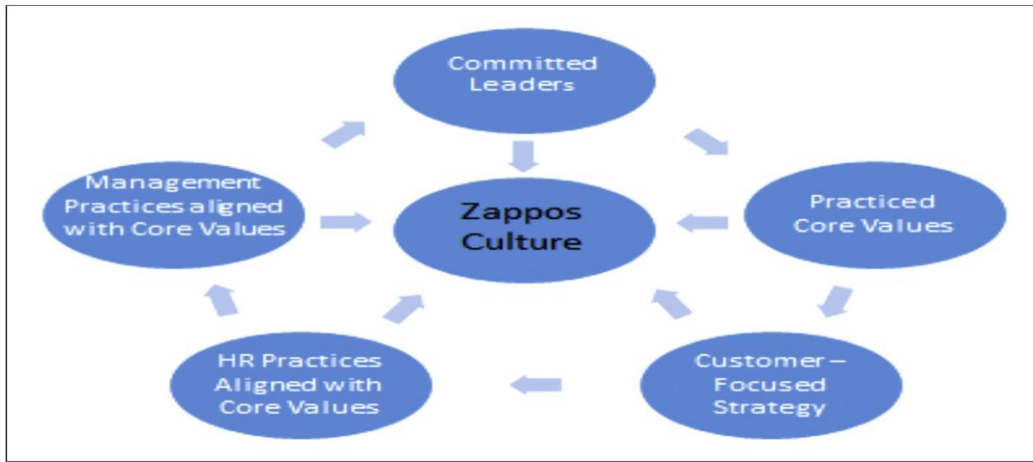 Committed
Leaders
Management
Practices aligned
with Core Values
Zappos
Culture
Practiced
Core Values
HR Practices
Aligned with
Core Values
Customer –
Focused
Strategy